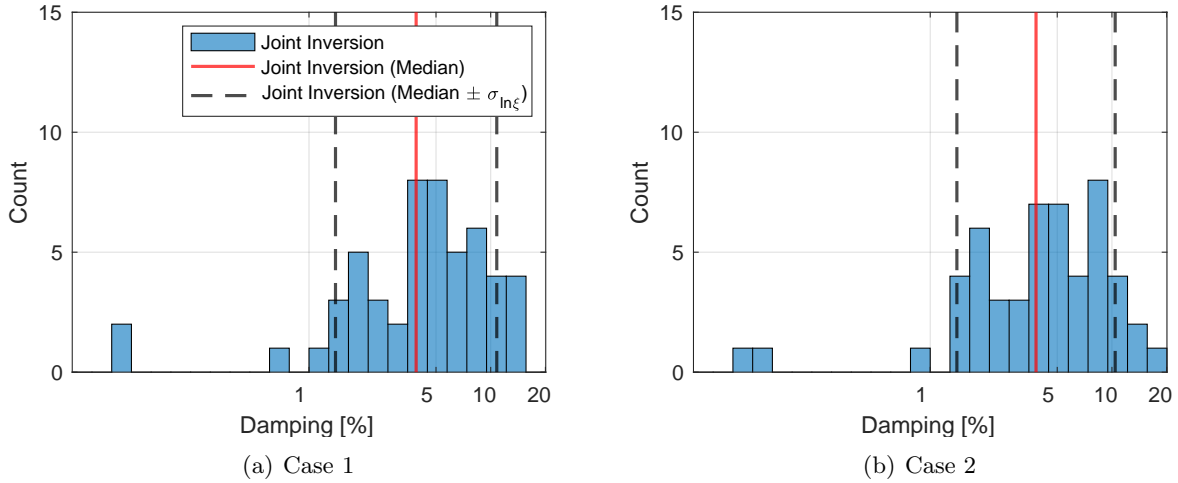 15
10
5
0
Count
Joint Inversion
Joint Inversion (Median)
Joint Inversion (Median ± σ_lnξ)
1 5 10 20
Damping [%]
(a) Case 1
15
10
5
0
Count
1 5 10 20
Damping [%]
(b) Case 2